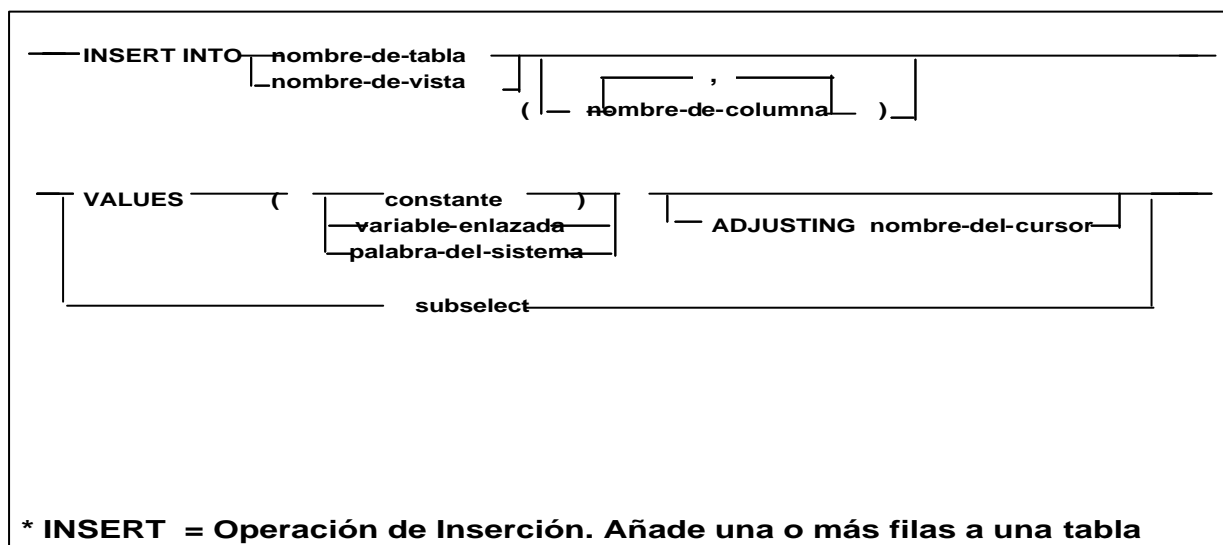 INSERT INTO nombre-de-tabla
nombre-de-vista
,
( nombre-de-columna )
VALUES ( constante )
variable-enlazada
palabra-del-sistema
ADJUSTING nombre-del-cursor
subselect
* INSERT = Operación de Inserción. Añade una o más filas a una tabla